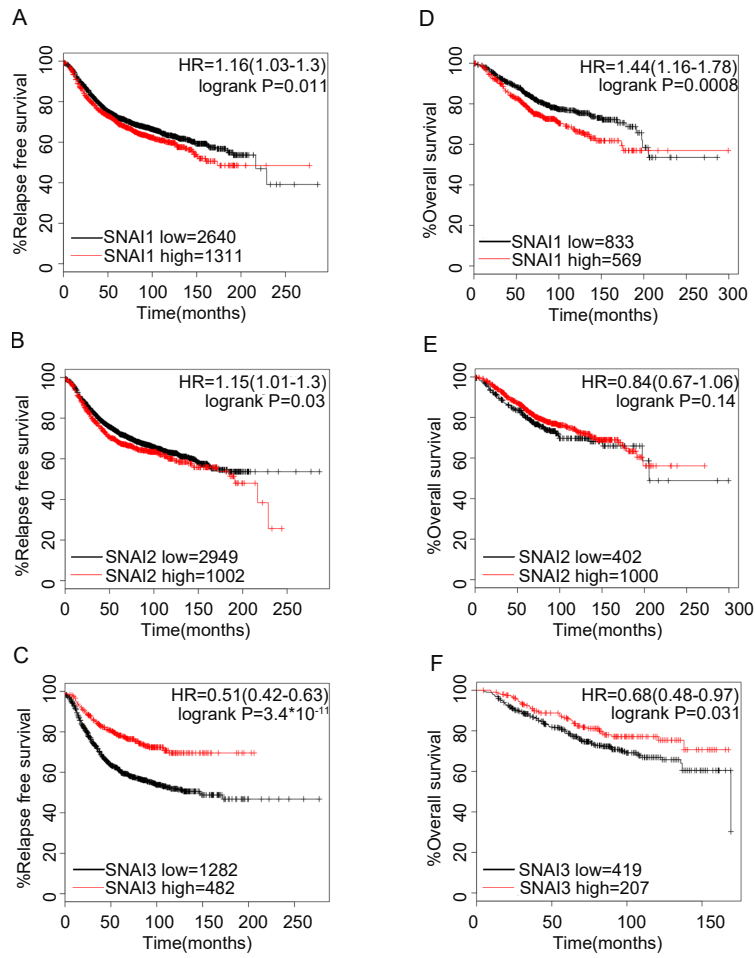 A
HR=1.16(1.03-1.3)
logrank P=0.011
%Relapse free survival
0 20 40 60 80 100
SNAI1 low=2640
SNAI1 high=1311
0 50 100 150 200 250
Time(months)
D
HR=1.44(1.16-1.78)
logrank P=0.0008
%Overall survival
0 20 40 60 80 100
SNAI1 low=833
SNAI1 high=569
0 50 100 150 200 250 300
Time(months)
B
HR=1.15(1.01-1.3)
logrank P=0.03
%Relapse free survival
0 20 40 60 80 100
SNAI2 low=2949
SNAI2 high=1002
0 50 100 150 200 250
Time(months)
E
HR=0.84(0.67-1.06)
logrank P=0.14
%Overall survival
0 20 40 60 80 100
SNAI2 low=402
SNAI2 high=1000
0 50 100 150 200 250 300
Time(months)
C
HR=0.51(0.42-0.63)
logrank P=3.4*10⁻¹¹
%Relapse free survival
0 20 40 60 80 100
SNAI3 low=1282
SNAI3 high=482
0 50 100 150 200 250
Time(months)
F
HR=0.68(0.48-0.97)
logrank P=0.031
%Overall survival
0 20 40 60 80 100
SNAI3 low=419
SNAI3 high=207
0 50 100 150
Time(months)